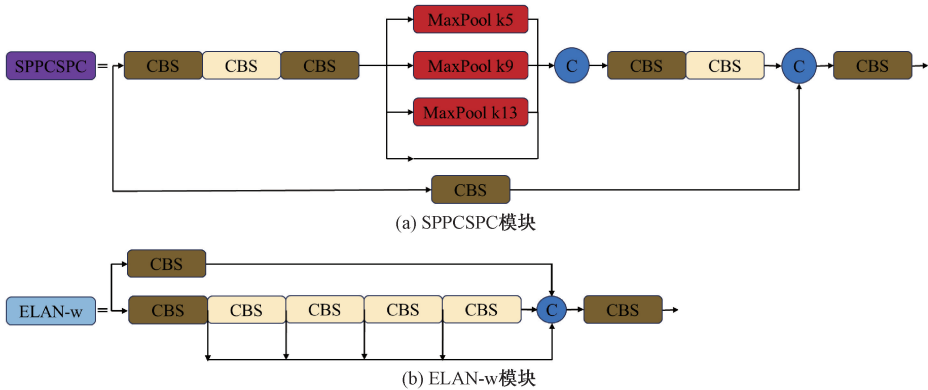 MaxPool k5
SPPCSPC = CBS CBS CBS MaxPool k9 C CBS CBS C CBS
MaxPool k13
CBS
(a) SPPCSPC模块
CBS
ELAN-w = CBS CBS CBS CBS CBS C CBS
(b) ELAN-w模块